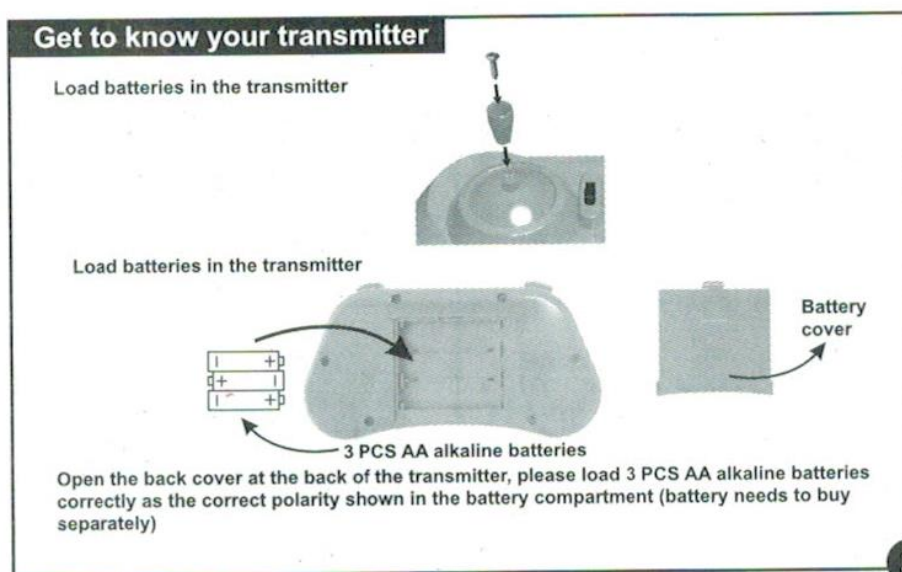 Get to know your transmitter
Load batteries in the transmitter
Load batteries in the transmitter
Battery
cover
3 PCS AA alkaline batteries
Open the back cover at the back of the transmitter, please load 3 PCS AA alkaline batteries
correctly as the correct polarity shown in the battery compartment (battery needs to buy
separately)